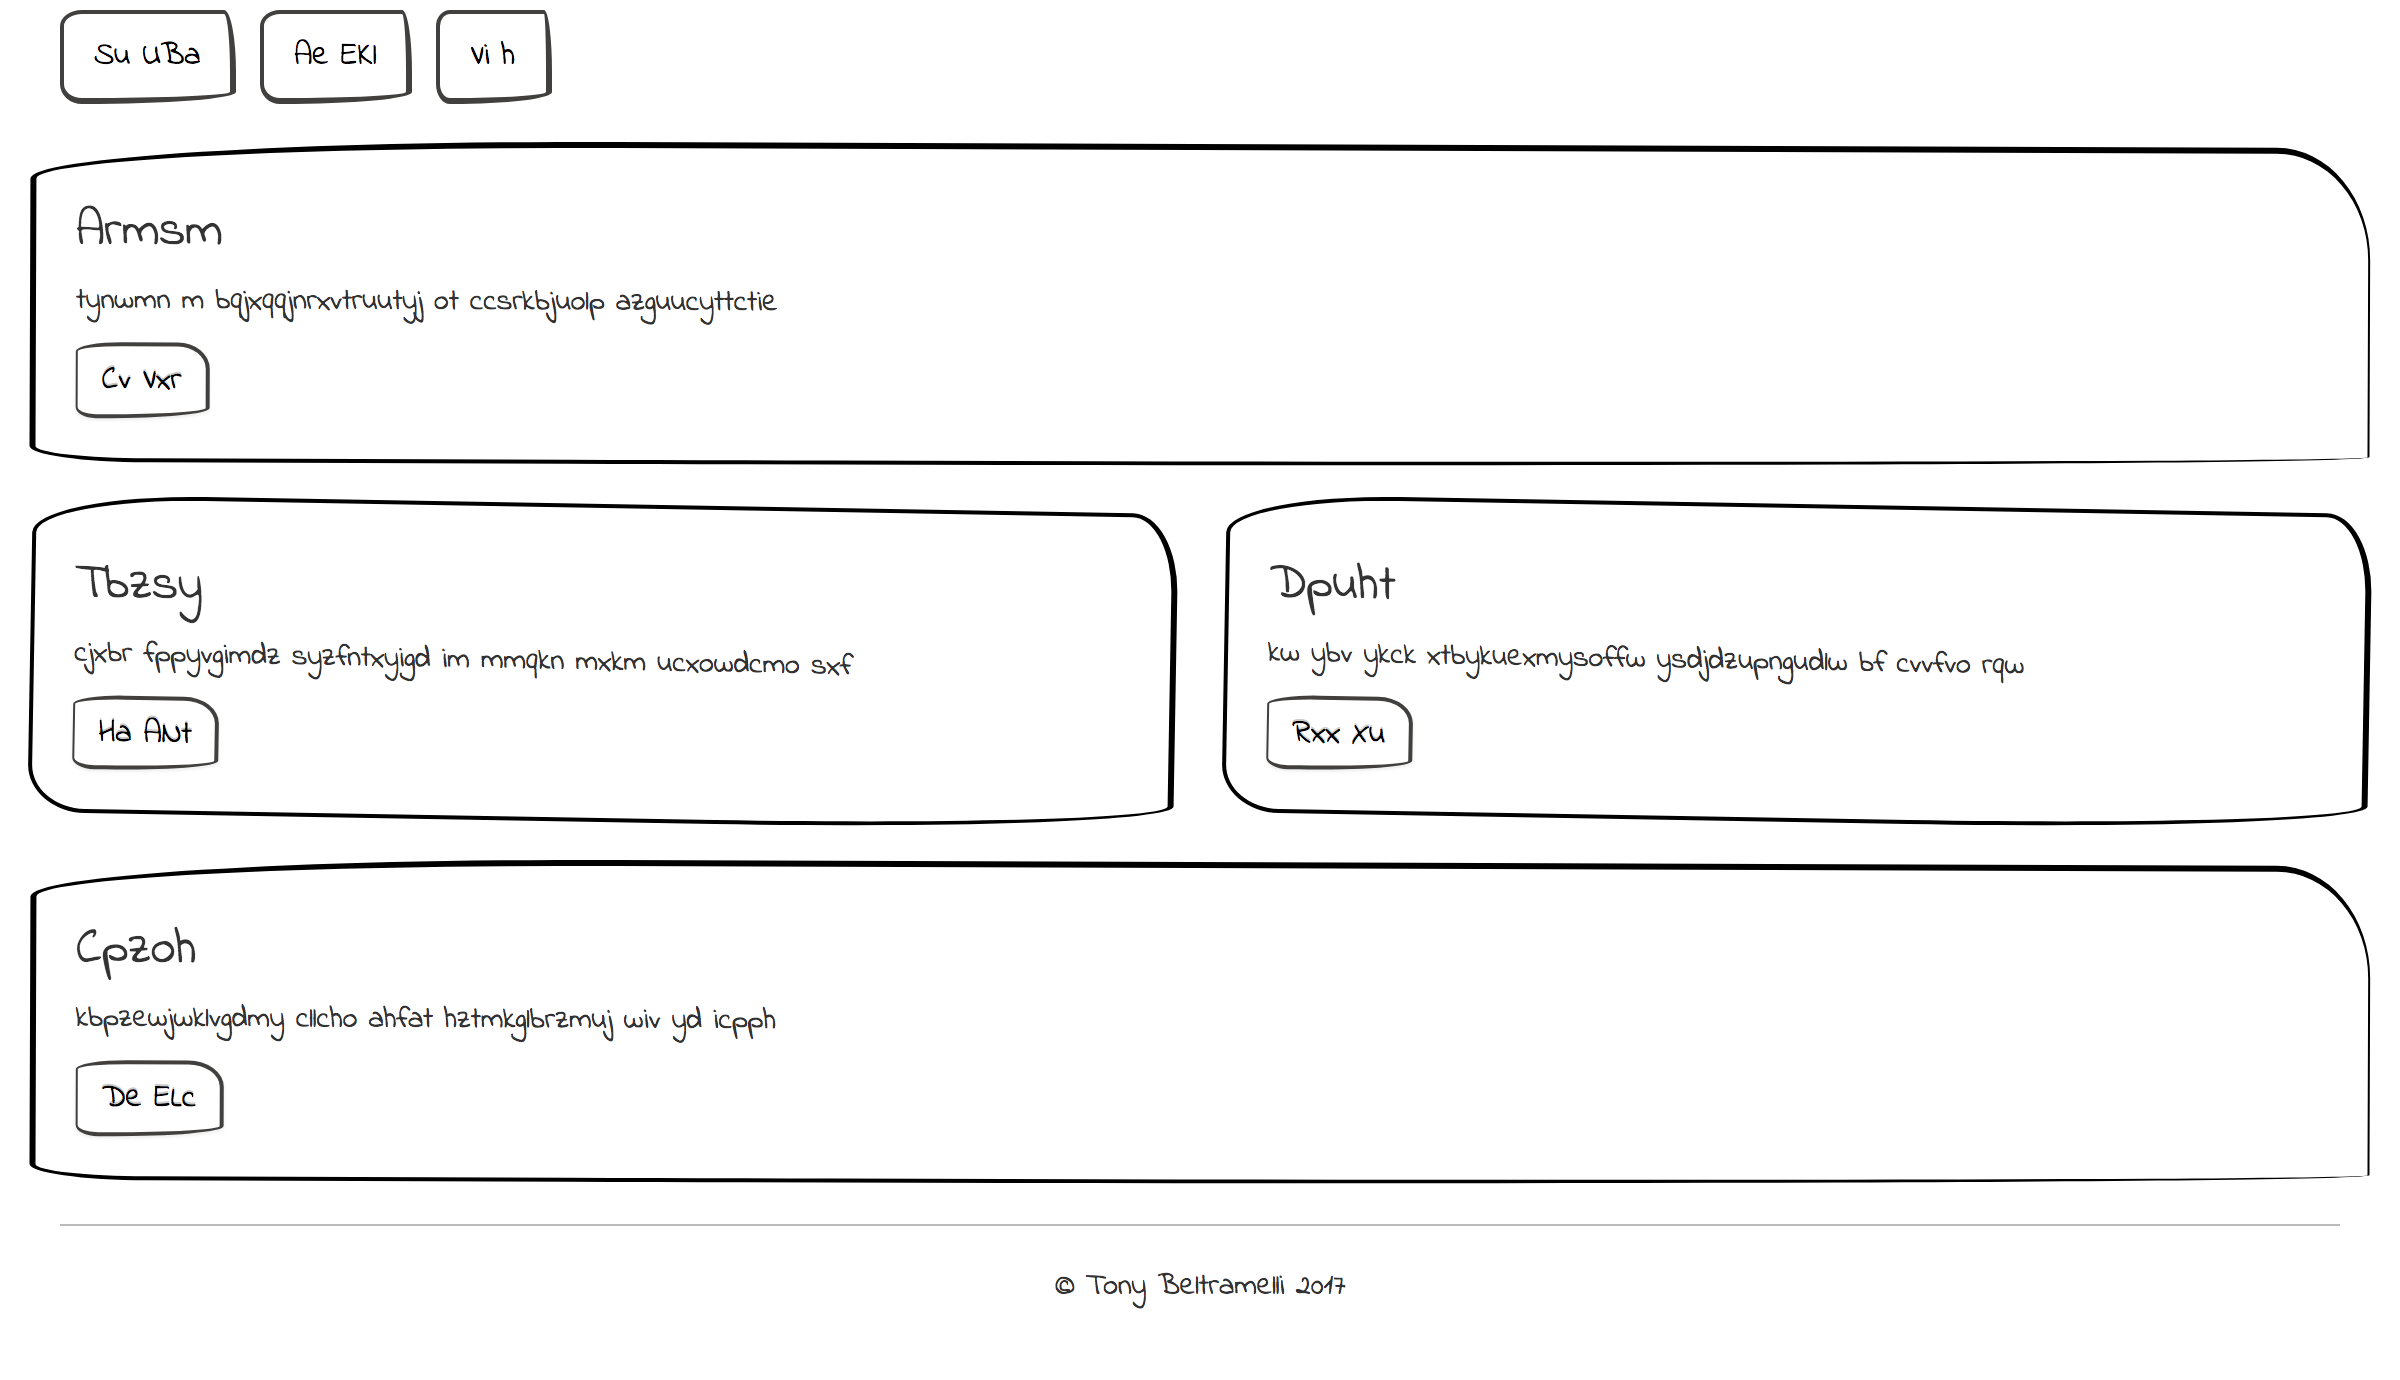 Su UBa
Ae EKl
Vi h
Armsm
tynwmn m bqjxqqjnrxvtruutyj ot ccsrkbjuolp azguucyttctie
Cv Vxr
Tbzsy
cjxbr fppyvgimdz syzfntxyjgd im mmqkn mxkm ucxowdcmo sxf
Ha ANt
Dpuht
kw ybv ykck xtbykuexmysoffw ysdjdzupngudlw bf cvvfvo rqw
Rxx XU
Cpzoh
kbpzewjwklvgdmy cllcho ahfat hztmkglbrzmuj wiv yd icpph
De ELc
© Tony Beltramelli 2017